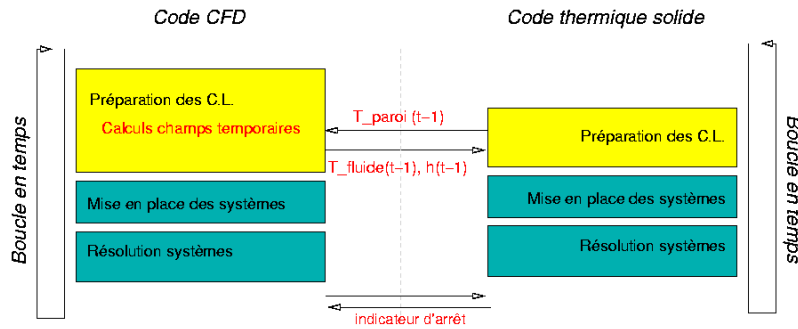 Code CFD
Code thermique solide
Boucle en temps
Préparation des C.L.
Calculs champs temporaires
T_paroi (t-1)
T_fluide(t-1), h(t-1)
Préparation des C.L.
Mise en place des systèmes
Mise en place des systèmes
Résolution systèmes
Résolution systèmes
indicateur d'arrêt
Boucle en temps